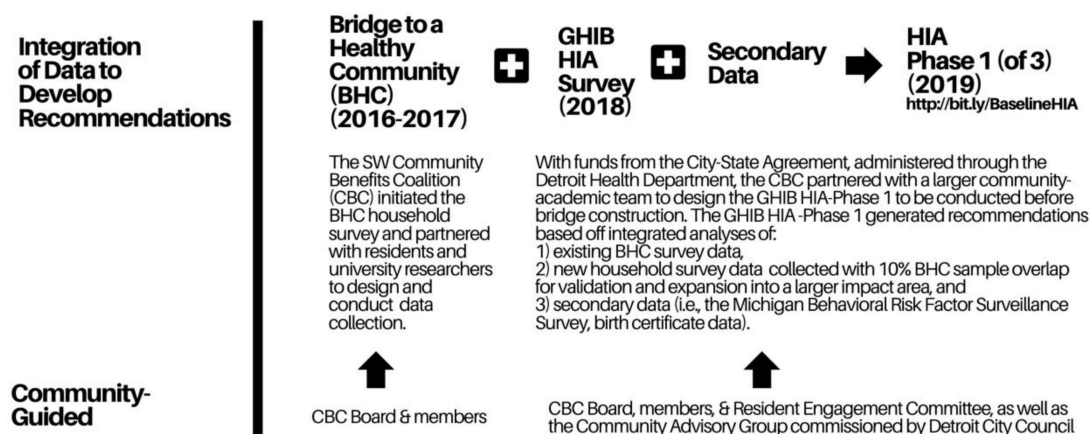 Integration
of Data to
Develop
Recommendations
Bridge to a
Healthy
Community
(BHC)
(2016-2017)
GHIB
HIA
Survey
(2018)
Secondary
Data
HIA
Phase 1 (of 3)
(2019)
http://bit.ly/BaselineHIA
The SW Community
Benefits Coalition
(CBC) initiated the
BHC household
survey and partnered
with residents and
university researchers
to design and
conduct data
collection.
With funds from the City-State Agreement, administered through the
Detroit Health Department, the CBC partnered with a larger community-
academic team to design the GHIB HIA-Phase 1 to be conducted before
bridge construction. The GHIB HIA -Phase 1 generated recommendations
based off integrated analyses of:
1) existing BHC survey data,
2) new household survey data collected with 10% BHC sample overlap
for validation and expansion into a larger impact area, and
3) secondary data (i.e., the Michigan Behavioral Risk Factor Surveillance
Survey, birth certificate data).
Community-
Guided
CBC Board & members
CBC Board, members, & Resident Engagement Committee, as well as
the Community Advisory Group commissioned by Detroit City Council